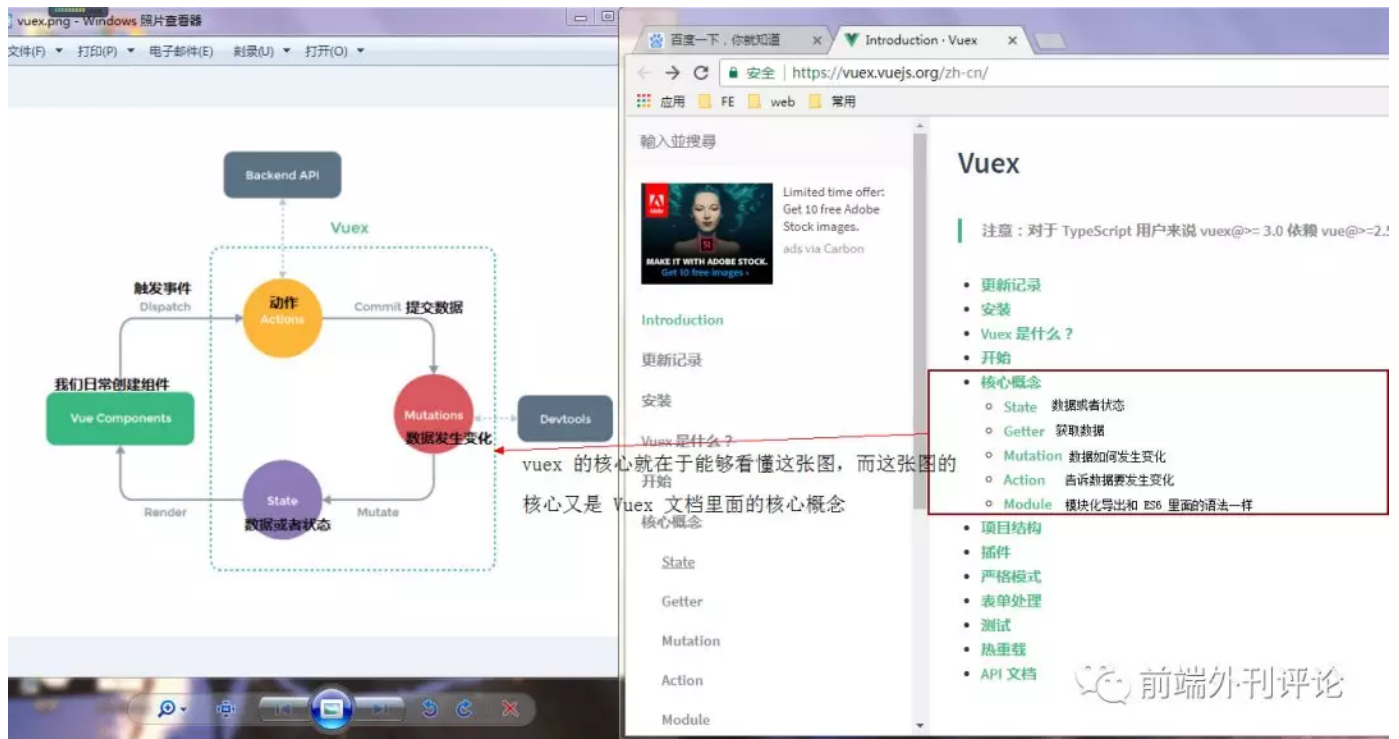 vuex.png - Windows 照片查看器
文件(F) 打印(P) 电子邮件(E) 刻录(U) 打开(O)
Backend API
Vuex
触发事件
Dispatch
动作
Actions
Commit 提交数据
我们日常创建组件
Vue Components
Mutations
数据发生变化
Devtools
State
数据或者状态
Render
Mutate
vuex 的核心就在于能够看懂这张图，而这张图的
核心又是 Vuex 文档里面的核心概念
百度一下，你就知道
Introduction · Vuex
安全 https://vuex.vuejs.org/zh-cn/
应用 FE web 常用
輸入並搜尋
MAKE IT WITH ADOBE STOCK.
Get 10 free images ›
Limited time offer:
Get 10 free Adobe
Stock images.
ads via Carbon
Introduction
更新记录
安装
Vuex 是什么？
开始
核心概念
State
Getter
Mutation
Action
Module
Vuex
注意：对于 TypeScript 用户来说 vuex@>= 3.0 依赖 vue@>=2.5
更新记录
安装
Vuex 是什么？
开始
核心概念
State 数据或者状态
Getter 获取数据
Mutation 数据如何发生变化
Action 告诉数据要发生变化
Module 模块化导出和 ES6 里面的语法一样
项目结构
插件
严格模式
表单处理
测试
热重载
API 文档
前端外刊评论